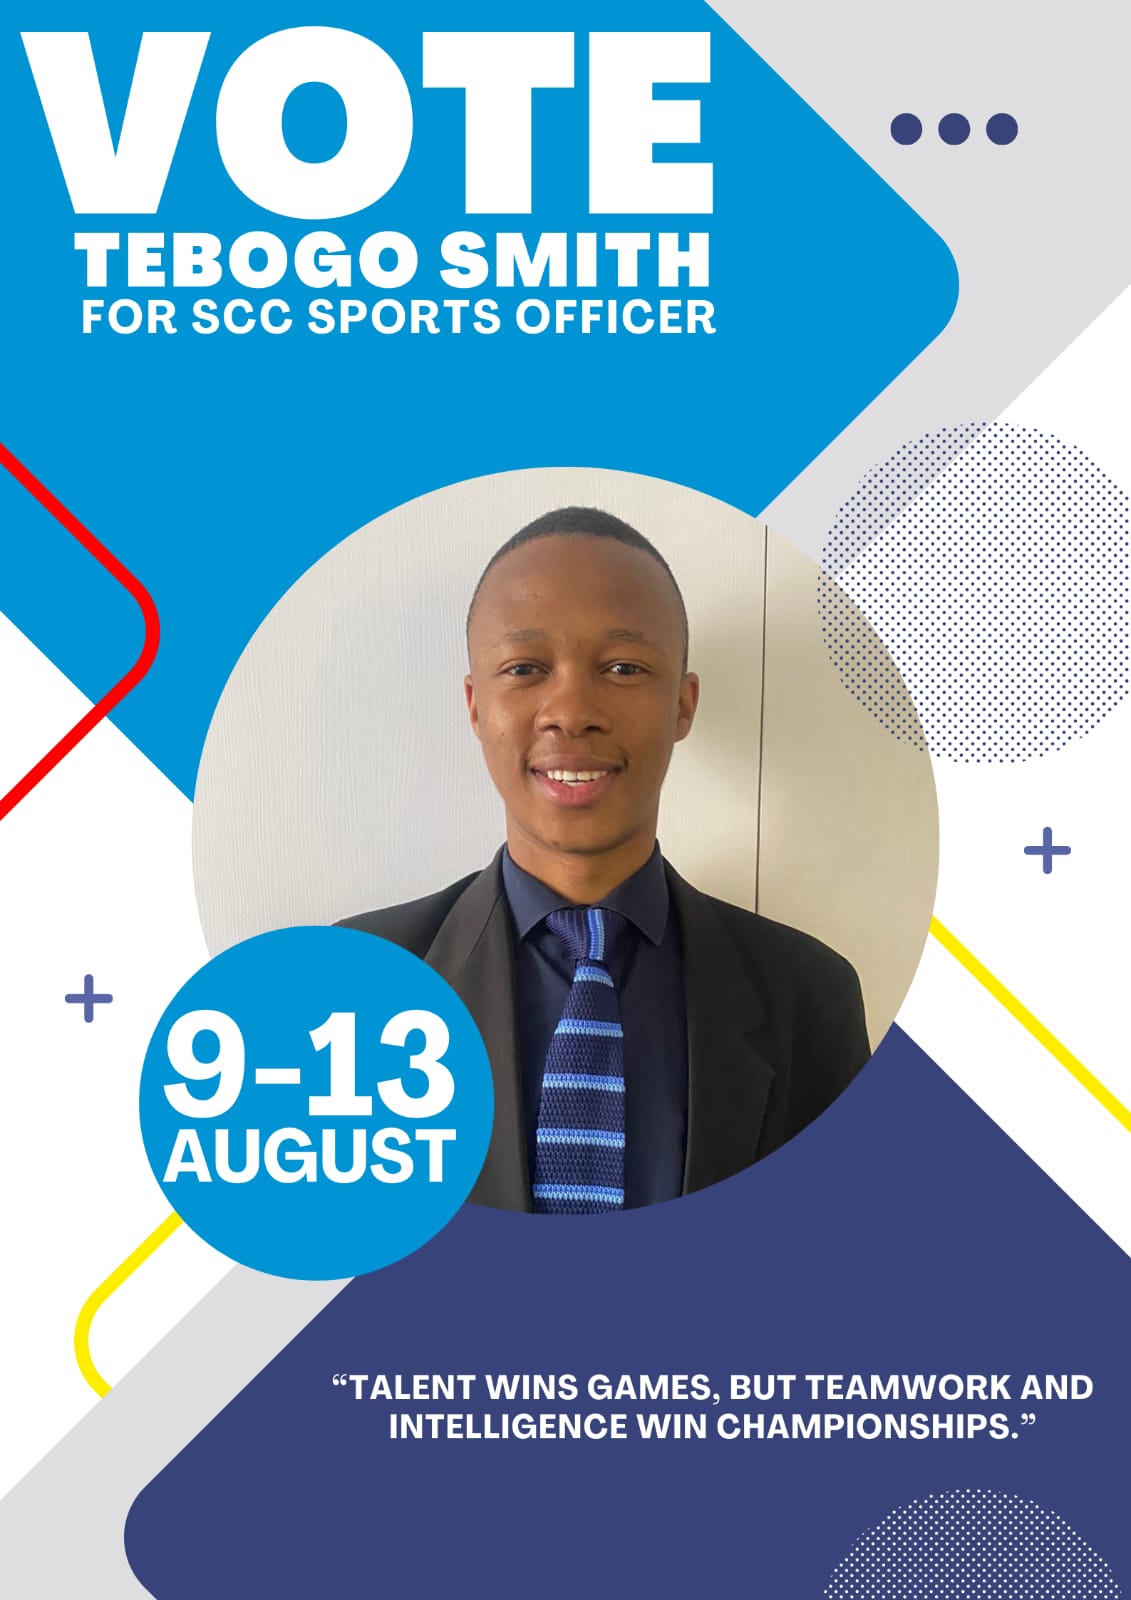 VOTE
TEBOGO SMITH
FOR SCC SPORTS OFFICER
9-13
AUGUST
“TALENT WINS GAMES, BUT TEAMWORK AND
INTELLIGENCE WIN CHAMPIONSHIPS.”